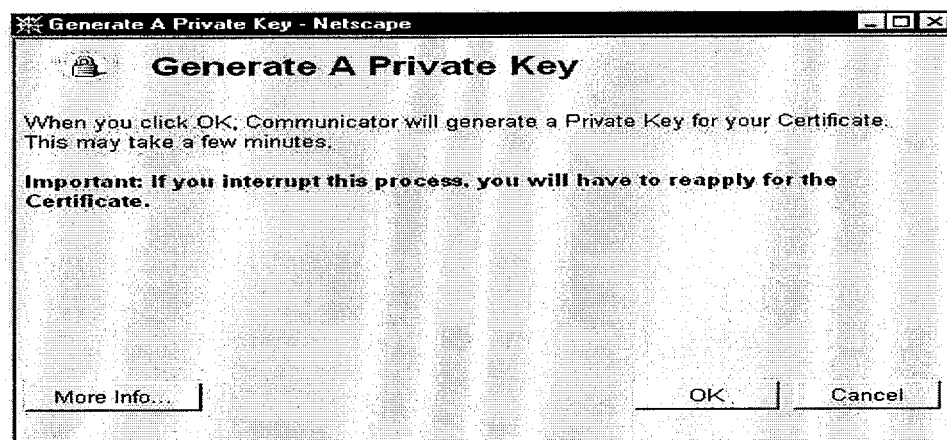 Generate A Private Key - Netscape
Generate A Private Key
When you click OK, Communicator will generate a Private Key for your Certificate.
This may take a few minutes.
Important: If you interrupt this process, you will have to reapply for the
Certificate.
More Info... OK Cancel